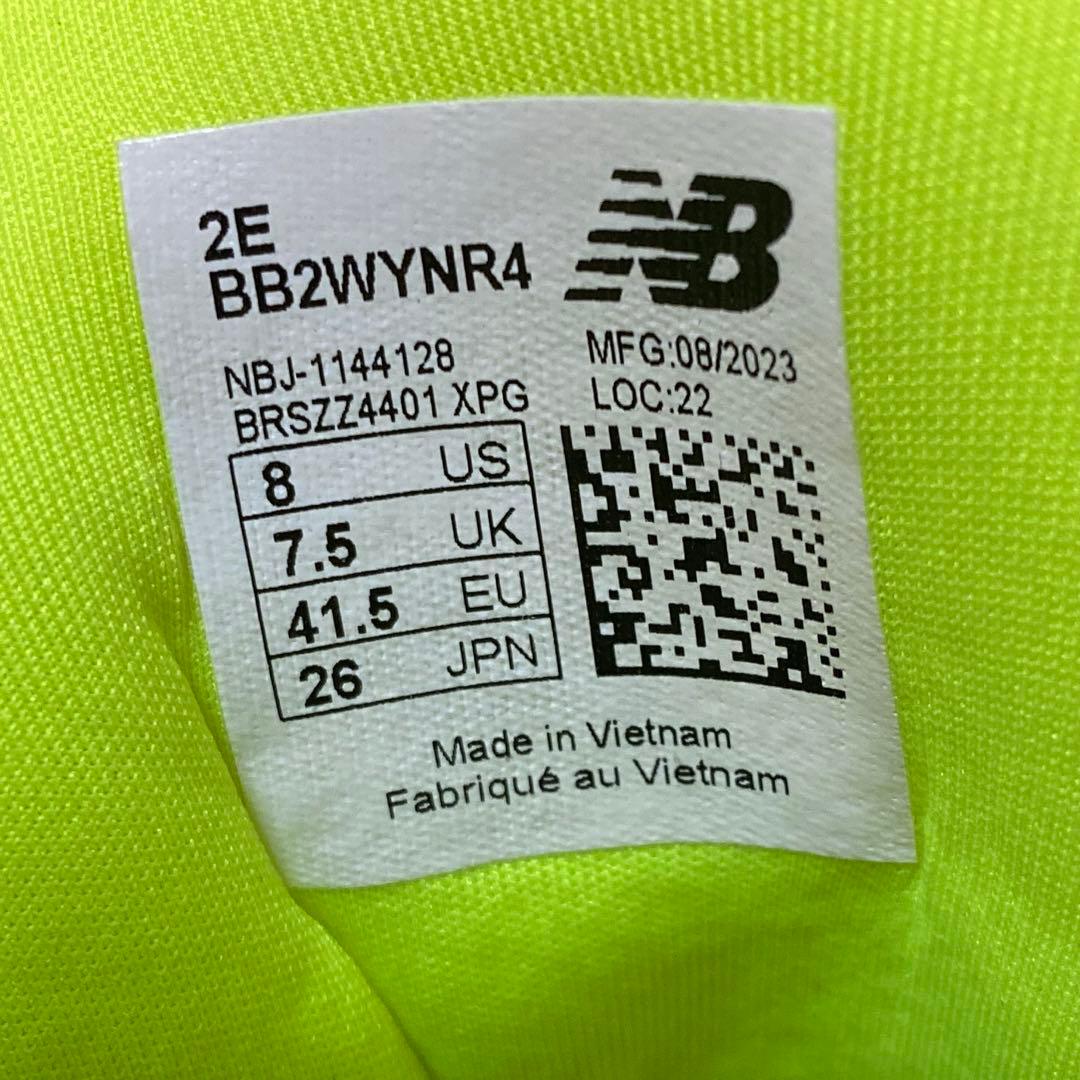 2E
BB2WYNR4
NB
NBJ-1144128
BRSZZ4401 XPG
MFG:08/2023
LOC:22
8 US
7.5 UK
41.5 EU
26 JPN
Made in Vietnam
Fabriqué au Vietnam